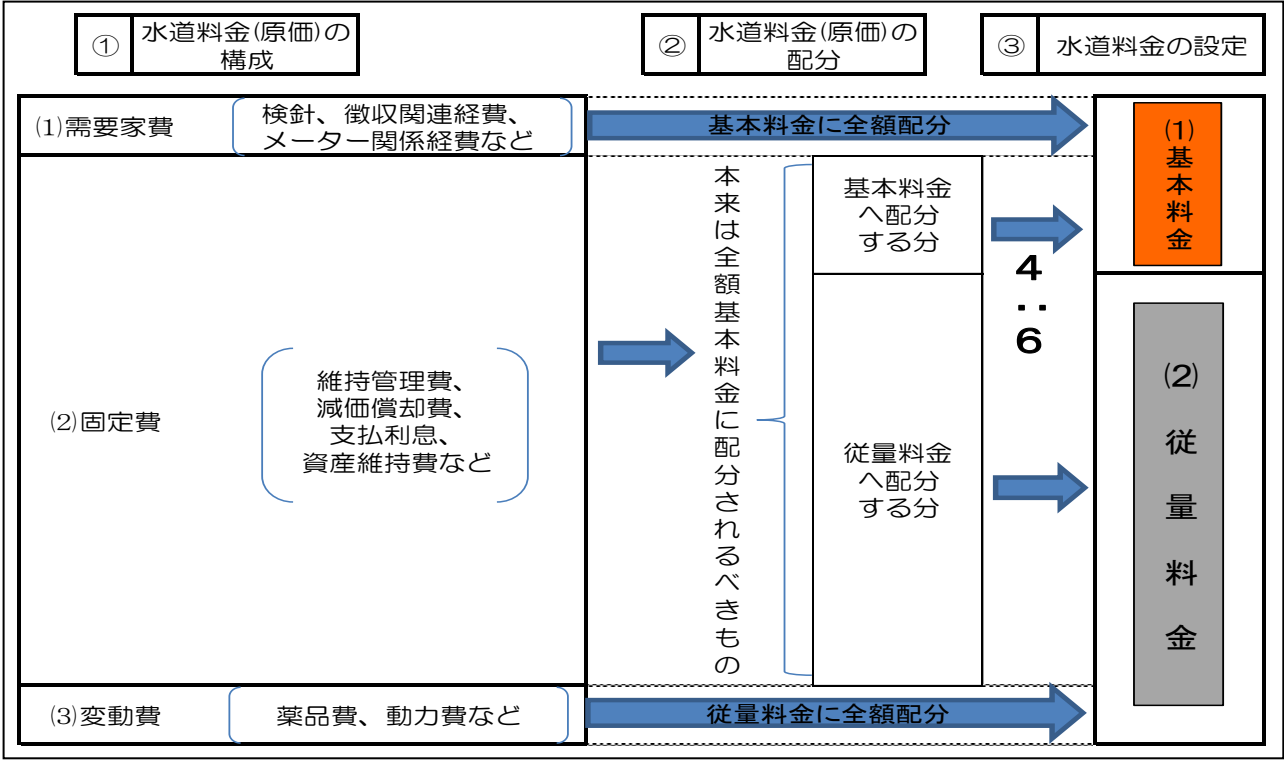 ① 水道料金(原価)の
構成
② 水道料金(原価)の
配分
③ 水道料金の設定
⑴需要家費
検針、徴収関連経費、
メーター関係経費など
基本料金に全額配分
⑴基本料金
⑵固定費
維持管理費、
減価償却費、
支払利息、
資産維持費など
本来は全額基本料金に配分されるべきもの
基本料金
へ配分
する分
従量料金
へ配分
する分
4:6
⑵従量料金
⑶変動費
薬品費、動力費など
従量料金に全額配分